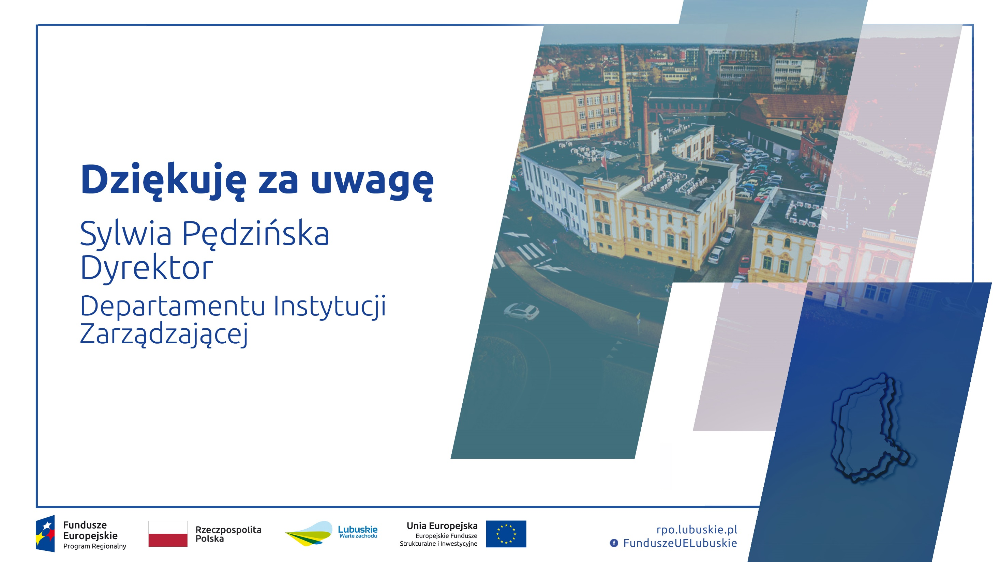 Dziękuję za uwagę
Sylwia Pędzińska
Dyrektor
Departamentu Instytucji
Zarządzającej
Fundusze
Europejskie
Program Regionalny
Rzeczpospolita
Polska
Lubuskie
Warte zachodu
Unia Europejska
Europejskie Fundusze
Strukturalne i Inwestycyjne
rpo.lubuskie.pl
FunduszeUELubuskie